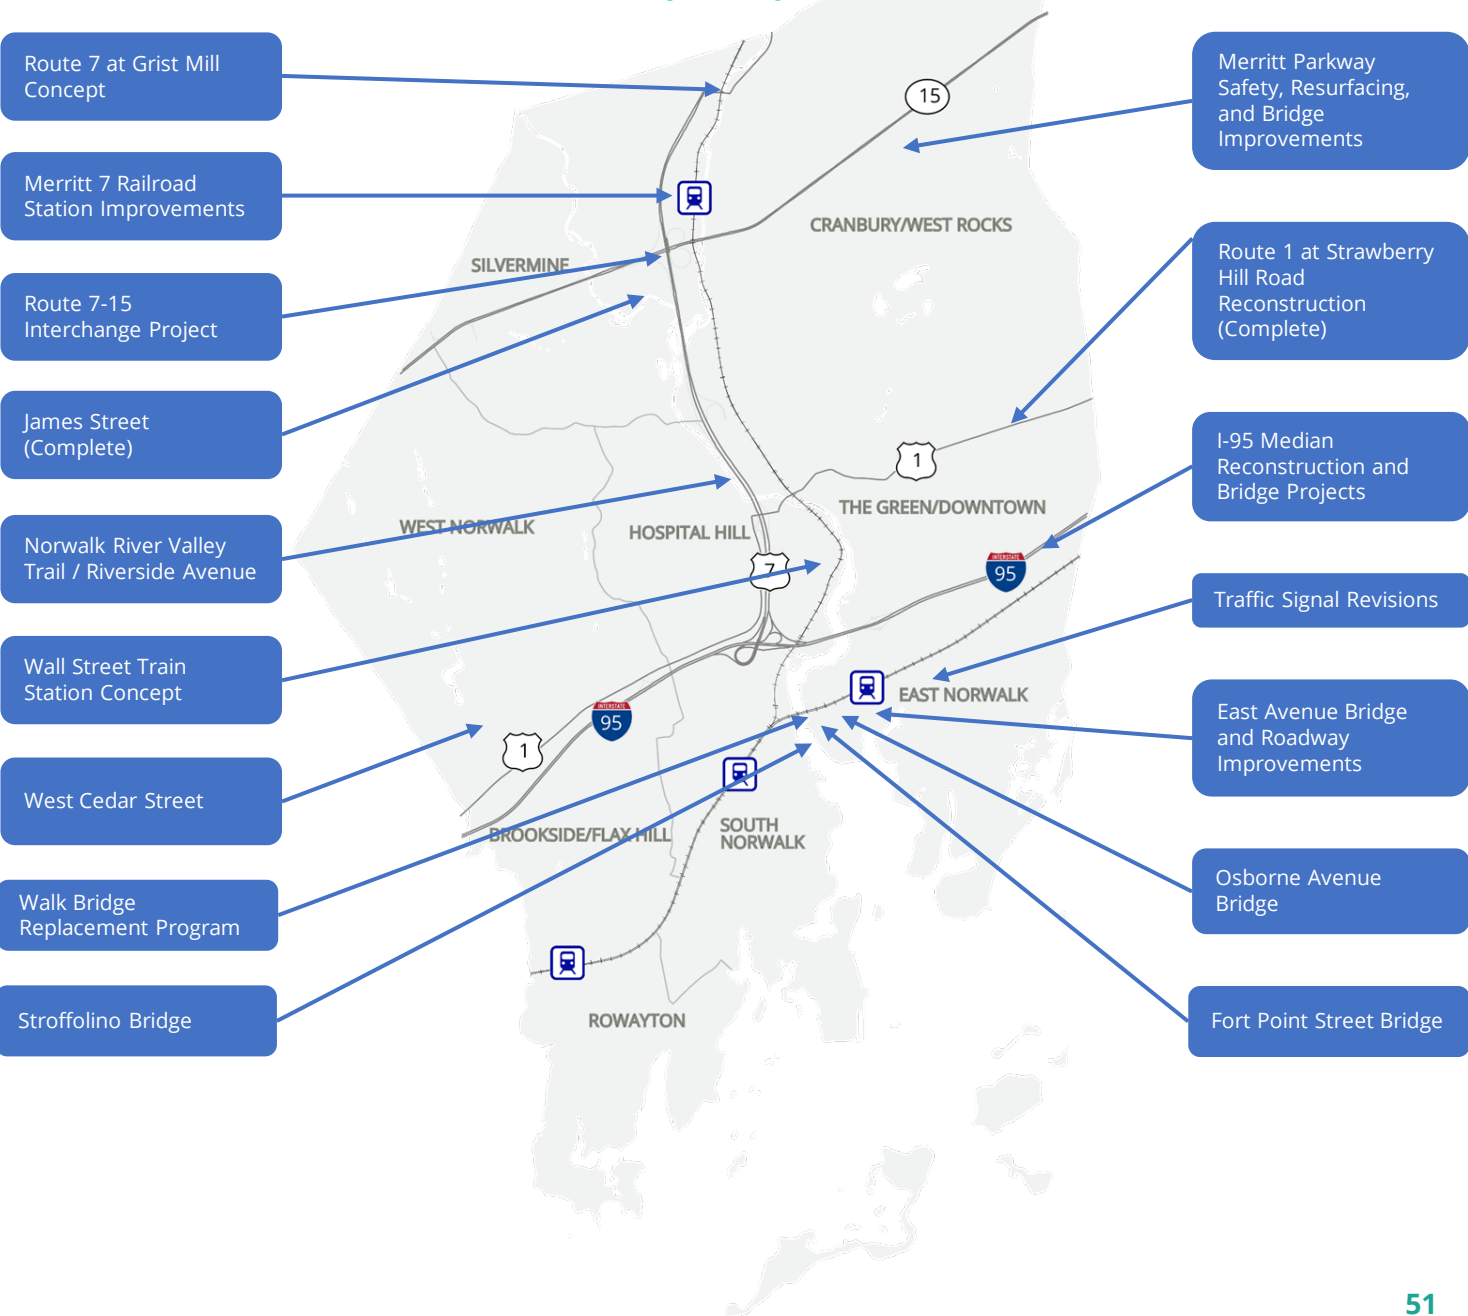 Route 7 at Grist Mill
Concept
Merritt 7 Railroad
Station Improvements
Route 7-15
Interchange Project
James Street
(Complete)
Norwalk River Valley
Trail / Riverside Avenue
Wall Street Train
Station Concept
West Cedar Street
Walk Bridge
Replacement Program
Stroffolino Bridge
15
CRANBURY/WEST ROCKS
SILVERMINE
1
THE GREEN/DOWNTOWN
WEST NORWALK
HOSPITAL HILL
7
INTERSTATE
95
EAST NORWALK
INTERSTATE
95
1
BROOKSIDE/FLAX HILL
SOUTH
NORWALK
ROWAYTON
Merritt Parkway
Safety, Resurfacing,
and Bridge
Improvements
Route 1 at Strawberry
Hill Road
Reconstruction
(Complete)
I-95 Median
Reconstruction and
Bridge Projects
Traffic Signal Revisions
East Avenue Bridge
and Roadway
Improvements
Osborne Avenue
Bridge
Fort Point Street Bridge
51